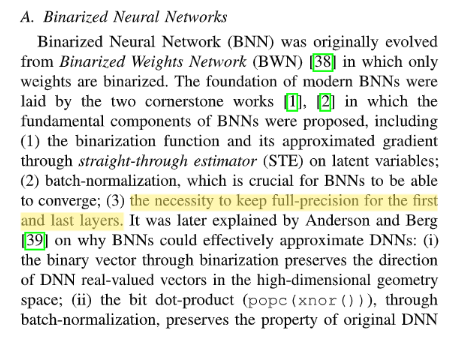 A. Binarized Neural Networks
Binarized Neural Network (BNN) was originally evolved
from Binarized Weights Network (BWN) [38] in which only
weights are binarized. The foundation of modern BNNs were
laid by the two cornerstone works [1], [2] in which the
fundamental components of BNNs were proposed, including
(1) the binarization function and its approximated gradient
through straight-through estimator (STE) on latent variables;
(2) batch-normalization, which is crucial for BNNs to be able
to converge; (3) the necessity to keep full-precision for the first
and last layers. It was later explained by Anderson and Berg
[39] on why BNNs could effectively approximate DNNs: (i)
the binary vector through binarization preserves the direction
of DNN real-valued vectors in the high-dimensional geometry
space; (ii) the bit dot-product (popc(xnor())), through
batch-normalization, preserves the property of original DNN